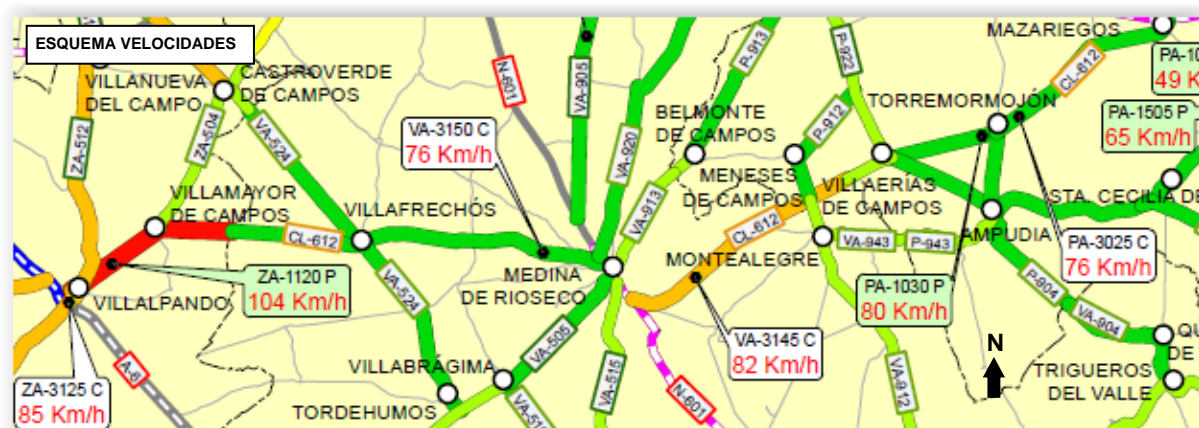 ESQUEMA VELOCIDADES
MAZARIEGOS
PA-10
49 K
VILLANUEVA
DEL CAMPO
CASTROVERDE
DE CAMPOS
N-601
VA-905
P-913
P-922
CL-612
TORREMORMOJÓN
PA-1505 P
65 Km/h
ZA-512
ZA-504
VA-524
VA-3150 C
76 Km/h
VA-920
BELMONTE
DE CAMPOS
P-912
MENESES
DE CAMPOS
VILLAERÍAS
DE CAMPOS
STA. CECILIA DE
VILLAMAYOR
DE CAMPOS
VILLAFRECHÓS
VA-913
CL-612
CL-612
AMPUDIA
VA-943
P-943
PA-3025 C
76 Km/h
MONTEALEGRE
MEDINA
DE RIOSECO
ZA-1120 P
104 Km/h
PA-1030 P
80 Km/h
VILLALPANDO
VA-524
P-904
VA-904
VA-505
VA-3145 C
82 Km/h
N
QU
DE
VILLABRÁGIMA
A-6
VA-515
N-601
VA-912
TRIGUEROS
DEL VALLE
ZA-3125 C
85 Km/h
TORDEHUMOS